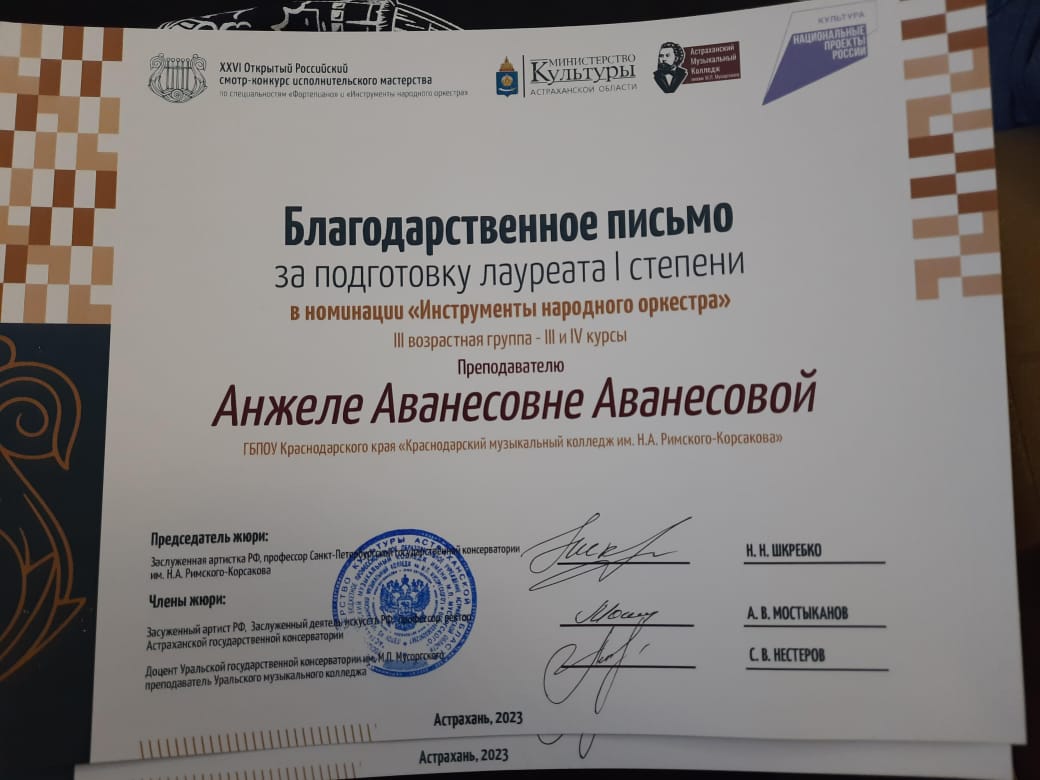 XXVI Открытый Российский
смотр-конкурс исполнительского мастерства
по специальностям «Фортепиано» и «Инструменты народного оркестра»
МИНИСТЕРСТВО
КУЛЬТУРЫ
АСТРАХАНСКОЙ ОБЛАСТИ
Астраханский
Музыкальный
Колледж
имени М.П. Мусоргского
КУЛЬТУРА
НАЦИОНАЛЬНЫЕ
ПРОЕКТЫ
РОССИИ
Благодарственное письмо
за подготовку лауреата I степени
в номинации «Инструменты народного оркестра»
III возрастная группа - III и IV курсы
Преподавателю
Анжеле Аванесовне Аванесовой
ГБПОУ Краснодарского края «Краснодарский музыкальный колледж им. Н.А. Римского-Корсакова»
Председатель жюри:
Заслуженная артистка РФ, профессор Санкт-Петербургской государственной консерватории
им. Н.А. Римского-Корсакова
Н. Н. ШКРЕБКО
Члены жюри:
Засуженный артист РФ, Заслуженный деятель искусств РФ, профессор, ректор
Астраханской государственной консерватории
А. В. МОСТЫКАНОВ
Доцент Уральской государственной консерватории им. М.П. Мусоргского,
преподаватель Уральского музыкального колледжа
С. В. НЕСТЕРОВ
Астрахань, 2023
Астрахань, 2023